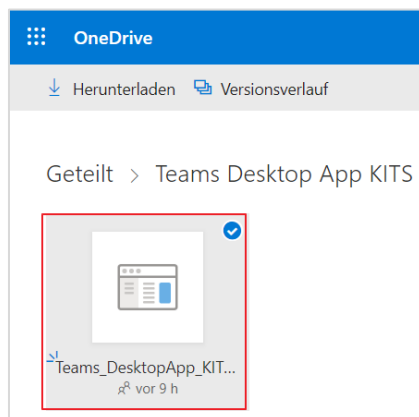 OneDrive
Herunterladen Versionsverlauf
Geteilt > Teams Desktop App KITS
Teams_DesktopApp_KIT...
vor 9 h